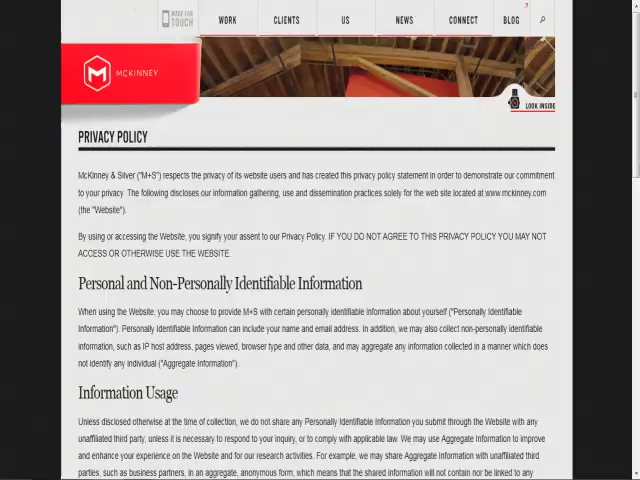 MADE FOR
TOUCH
WORK
CLIENTS
US
NEWS
CONNECT
BLOG
M
MCKINNEY
LOOK INSIDE
PRIVACY POLICY
McKinney & Silver ("M+S") respects the privacy of its website users and has created this privacy policy statement in order to demonstrate our commitment
to your privacy. The following discloses our information gathering, use and dissemination practices solely for the web site located at www.mckinney.com
(the "Website").
By using or accessing the Website, you signify your assent to our Privacy Policy. IF YOU DO NOT AGREE TO THIS PRIVACY POLICY YOU MAY NOT
ACCESS OR OTHERWISE USE THE WEBSITE.
Personal and Non-Personally Identifiable Information
When using the Website, you may choose to provide M+S with certain personally identifiable information about yourself ("Personally Identifiable
Information"). Personally Identifiable Information can include your name and email address. In addition, we may also collect non-personally identifiable
information, such as IP host address, pages viewed, browser type and other data, and may aggregate any information collected in a manner which does
not identify any individual ("Aggregate Information").
Information Usage
Unless disclosed otherwise at the time of collection, we do not share any Personally Identifiable Information you submit through the Website with any
unaffiliated third party, unless it is necessary to respond to your inquiry, or to comply with applicable law. We may use Aggregate Information to improve
and enhance your experience on the Website and for our research activities. For example, we may share Aggregate Information with unaffiliated third
parties, such as business partners, in an aggregate, anonymous form, which means that the shared information will not contain nor be linked to any